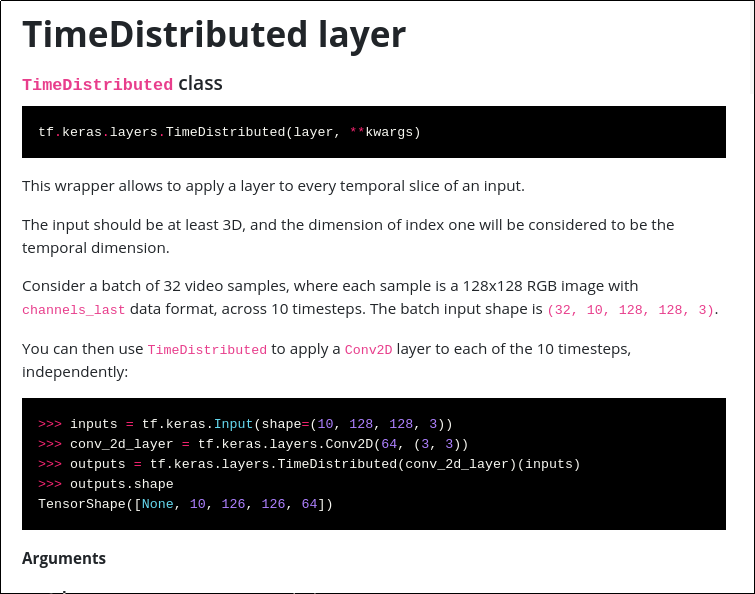 TimeDistributed layer
TimeDistributed class
tf.keras.layers.TimeDistributed(layer, **kwargs)
This wrapper allows to apply a layer to every temporal slice of an input.
The input should be at least 3D, and the dimension of index one will be considered to be the
temporal dimension.
Consider a batch of 32 video samples, where each sample is a 128x128 RGB image with
channels_last data format, across 10 timesteps. The batch input shape is (32, 10, 128, 128, 3).
You can then use TimeDistributed to apply a Conv2D layer to each of the 10 timesteps,
independently:
>>> inputs = tf.keras.Input(shape=(10, 128, 128, 3))
>>> conv_2d_layer = tf.keras.layers.Conv2D(64, (3, 3))
>>> outputs = tf.keras.layers.TimeDistributed(conv_2d_layer)(inputs)
>>> outputs.shape
TensorShape([None, 10, 126, 126, 64])
Arguments